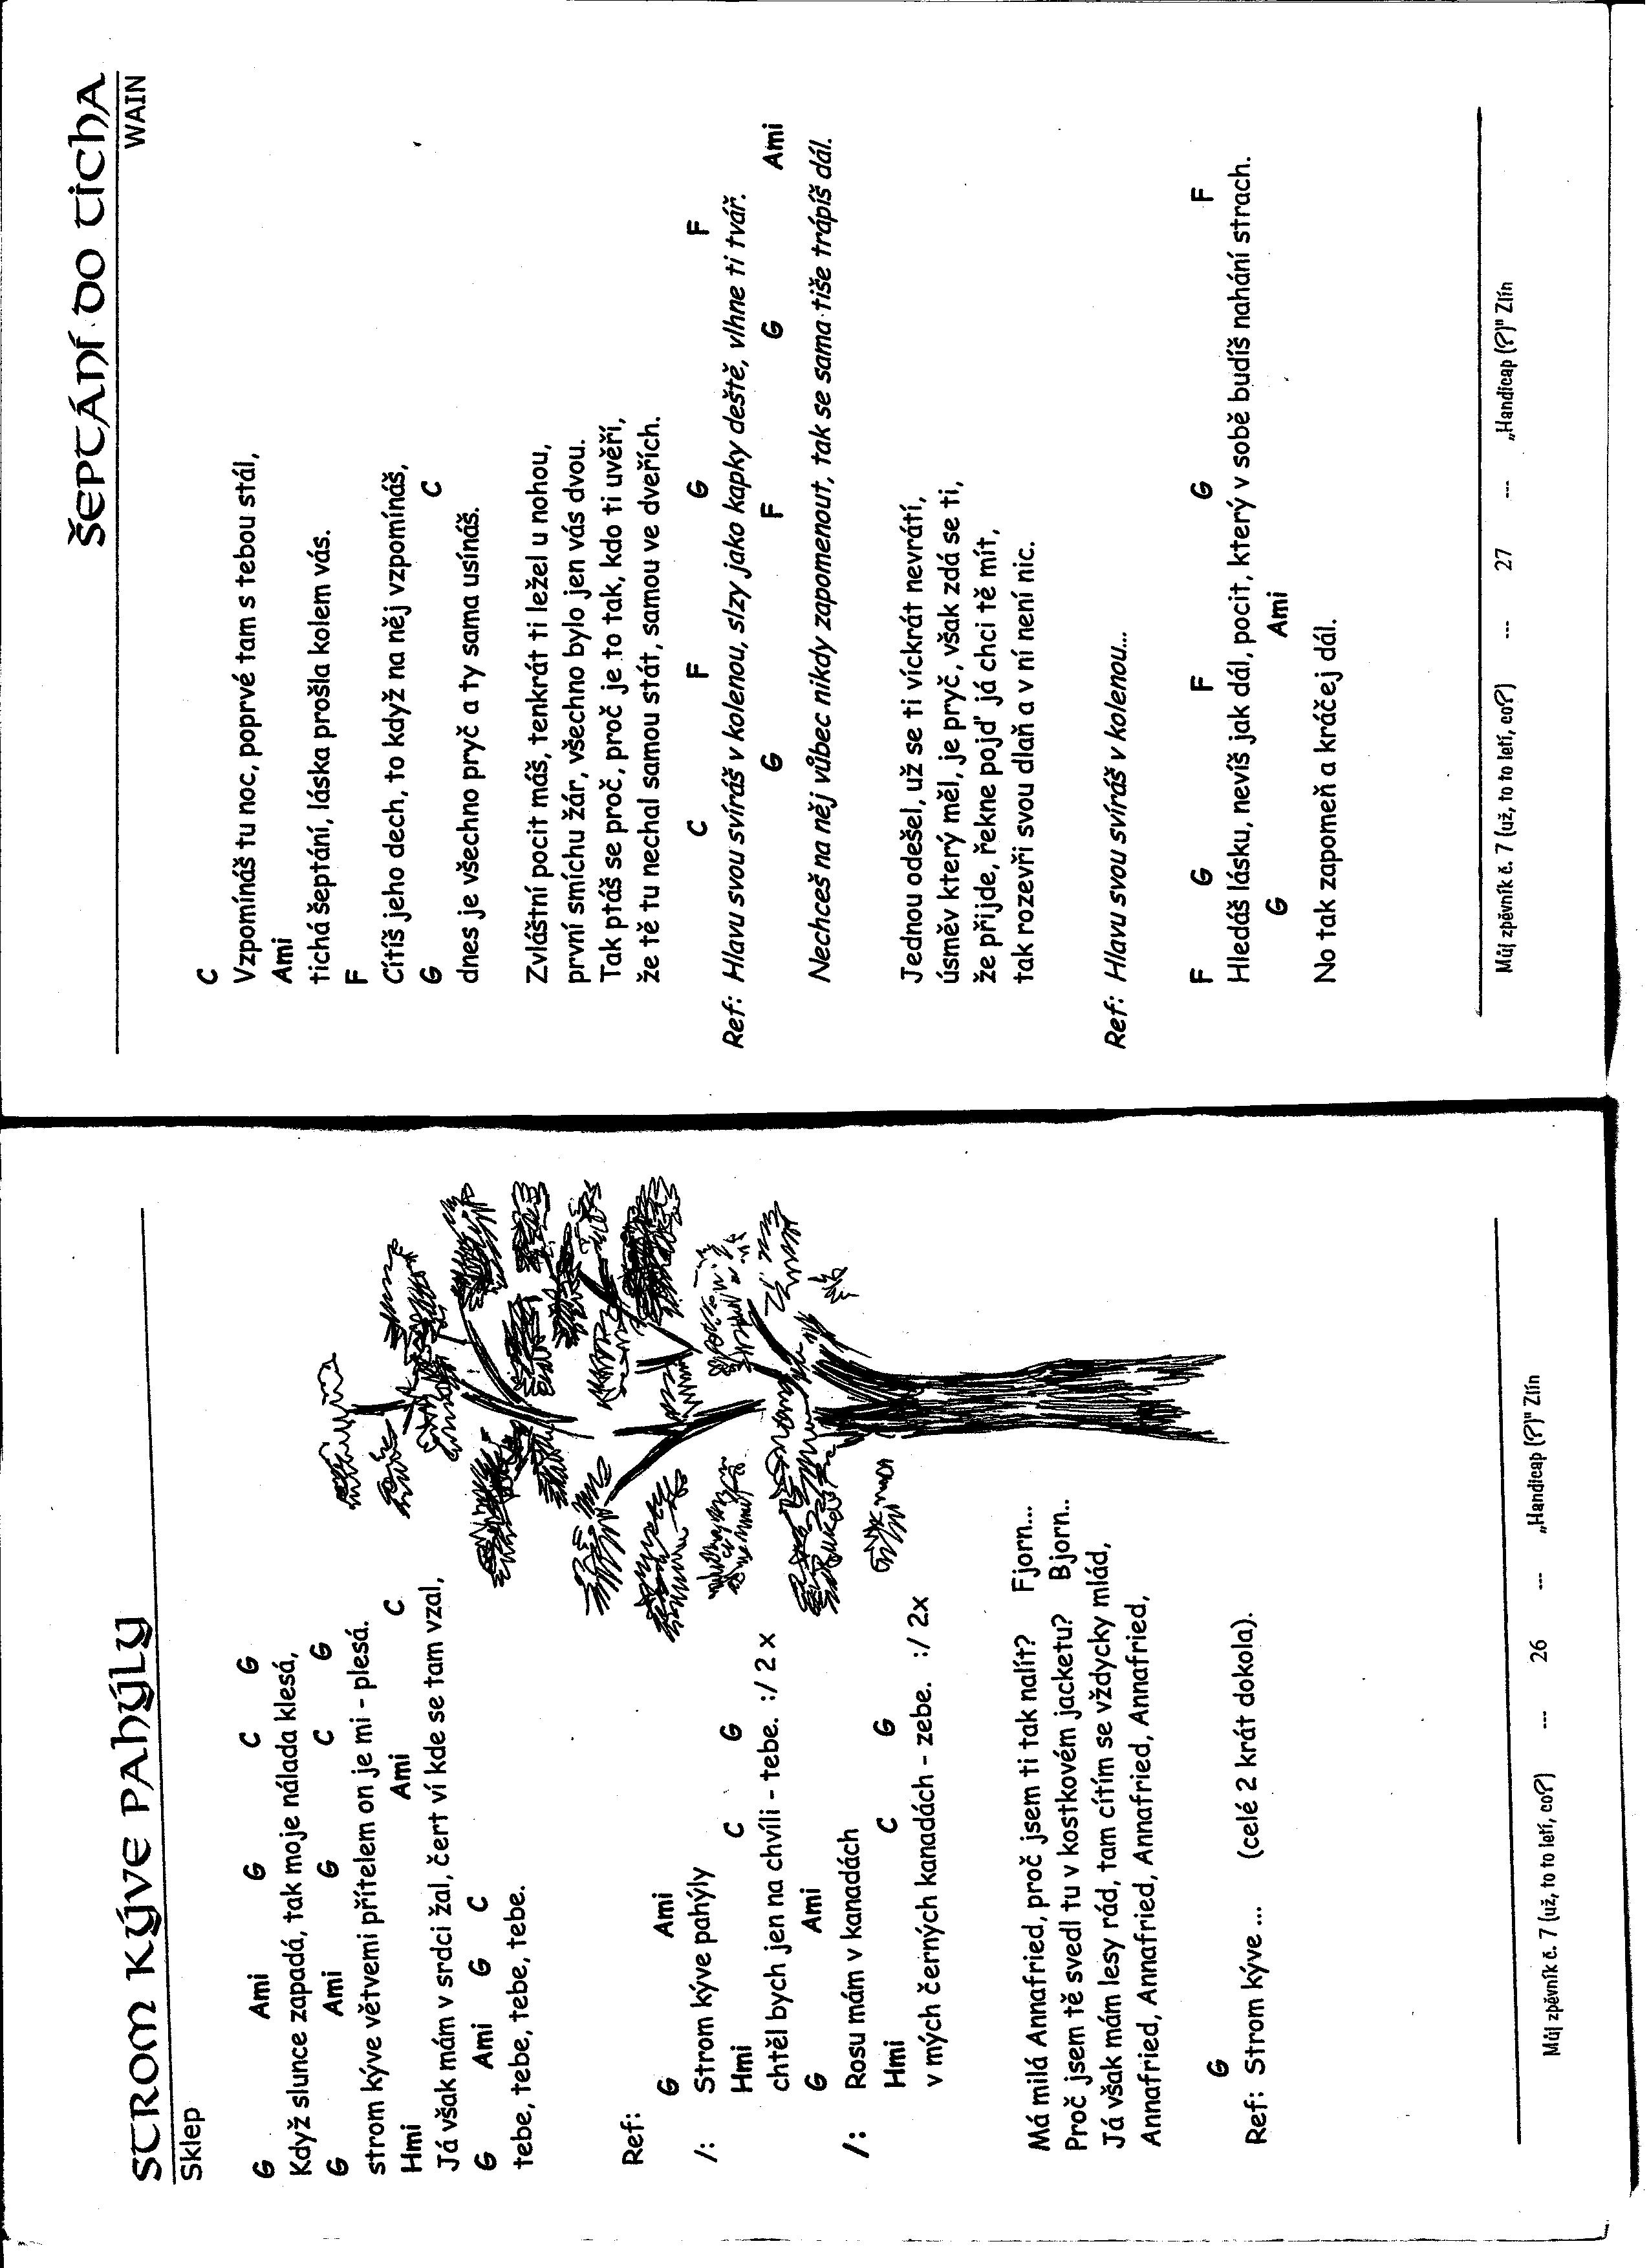 STROM KÝVE PAHÝLY
Sklep
G Ami G C G
Když slunce zapadá, tak moje nálada klesá,
G Ami G C G
strom kýve větvemi přítelem on je mi - plesá.
Hmi Ami C
Já však mám v srdci žal, čert ví kde se tam vzal,
G Ami G C
tebe, tebe, tebe, tebe, tebe.
Ref:
G Ami
/: Strom kýve pahýly
Hmi C G
chtěl bych jen na chvíli - tebe. :/ 2 x
G Ami
/: Rosu mám v kanadách
Hmi C G
v mých černých kanadách - zebe. :/ 2x
Má milá Annafried, proč jsem ti tak nalít? Fjorn...
Proč jsem tě svedl tu v kostkovém jacketu? Bjorn..
Já však mám lesy rád, tam cítím se vždycky mlád,
Annafried, Annafried, Annafried, Annafried,
G
Ref: Strom kýve ... (celé 2 krát dokola).
Můj zpěvník č. 7 (už, to to letí, co?) --- 26 --- „Handicap (?)" Zlín
ŠEPTÁNÍ DO TICHA
WAIN
C
Vzpomínáš tu noc, poprvé tam s tebou stál,
Ami
tichá šeptání, láska prošla kolem vás.
F
Cítíš jeho dech, to když na něj vzpomínáš,
G C
dnes je všechno pryč a ty sama usínáš.
Zvláštní pocit máš, tenkrát ti ležel u nohou,
první smíchu žár, všechno bylo jen vás dvou.
Tak ptáš se proč, proč je to tak, kdo ti uvěří,
že tě tu nechal samou stát, samou ve dveřích.
C F G F
Ref: Hlavu svou svíráš v kolenou, slzy jako kapky deště, vlhne ti tvář.
G F G Ami
Nechceš na něj vůbec nikdy zapomenout, tak se sama tiše trápíš dál.
Jednou odešel, už se ti víckrát nevrátí,
úsměv který měl, je pryč, však zdá se ti,
že přijde, řekne pojď já chci tě mít,
tak rozevři svou dlaň a v ní není nic.
Ref: Hlavu svou svíráš v kolenou...
F G F G F
Hledáš lásku, nevíš jak dál, pocit, který v sobě budíš nahání strach.
G Ami
No tak zapomeň a kráčej dál.
Můj zpěvník č. 7 (už, to to letí, co?) --- 27 --- „Handicap (?)" Zlín